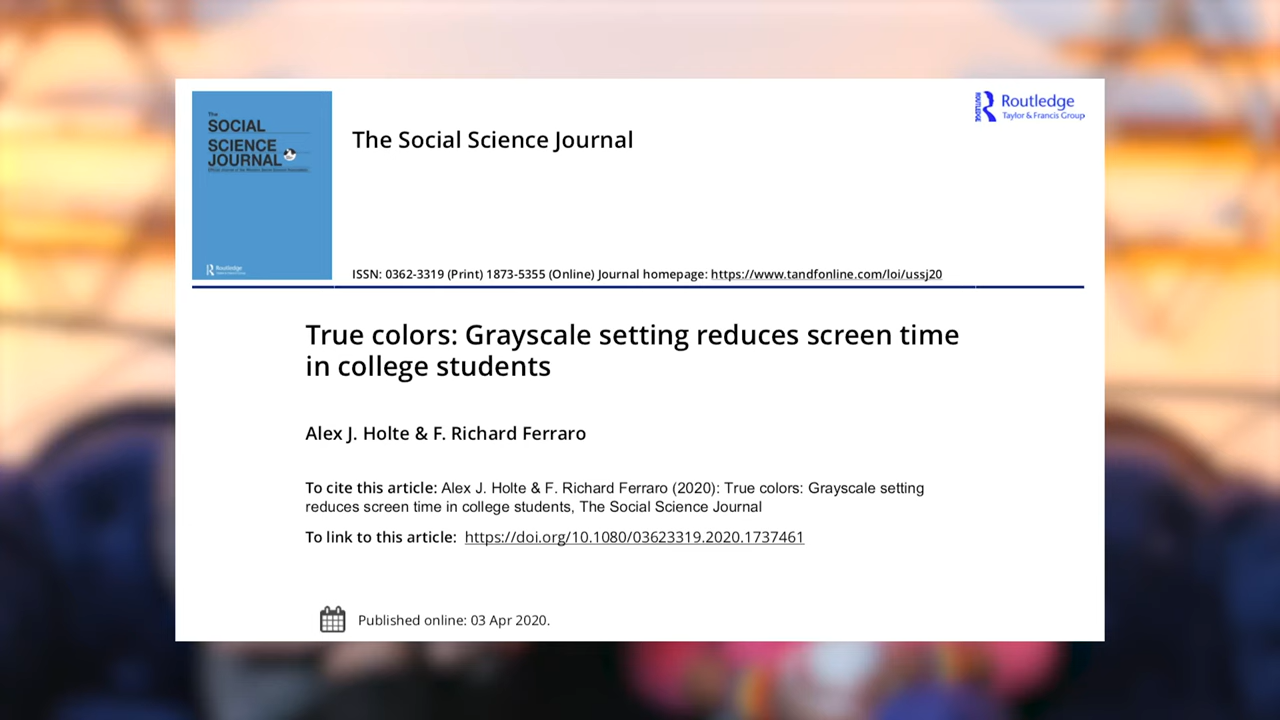 The
SOCIAL
SCIENCE
JOURNAL
Routledge
The Social Science Journal
ROUTLEDGE
Routledge
Taylor & Francis Group
ISSN: 0362-3319 (Print) 1873-5355 (Online) Journal homepage: https://www.tandfonline.com/loi/ussj20
True colors: Grayscale setting reduces screen time
in college students
Alex J. Holte & F. Richard Ferraro
To cite this article: Alex J. Holte & F. Richard Ferraro (2020): True colors: Grayscale setting
reduces screen time in college students, The Social Science Journal
To link to this article: https://doi.org/10.1080/03623319.2020.1737461
Published online: 03 Apr 2020.